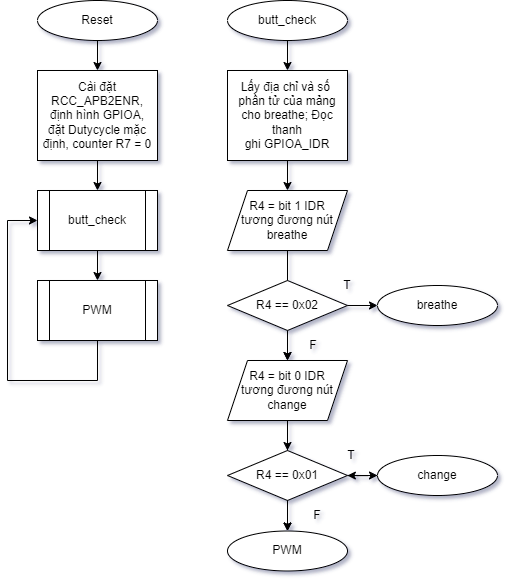 Reset
Cài đặt
RCC_APB2ENR,
định hình GPIOA,
đặt Dutycycle mặc
định, counter R7 = 0
butt_check
PWM
butt_check
Lấy địa chỉ và số
phần tử của mảng
cho breathe; Đọc
thanh
ghi GPIOA_IDR
R4 = bit 1 IDR
tương đương nút
breathe
R4 == 0x02
T
breathe
F
R4 = bit 0 IDR
tương đương nút
change
R4 == 0x01
T
change
F
PWM